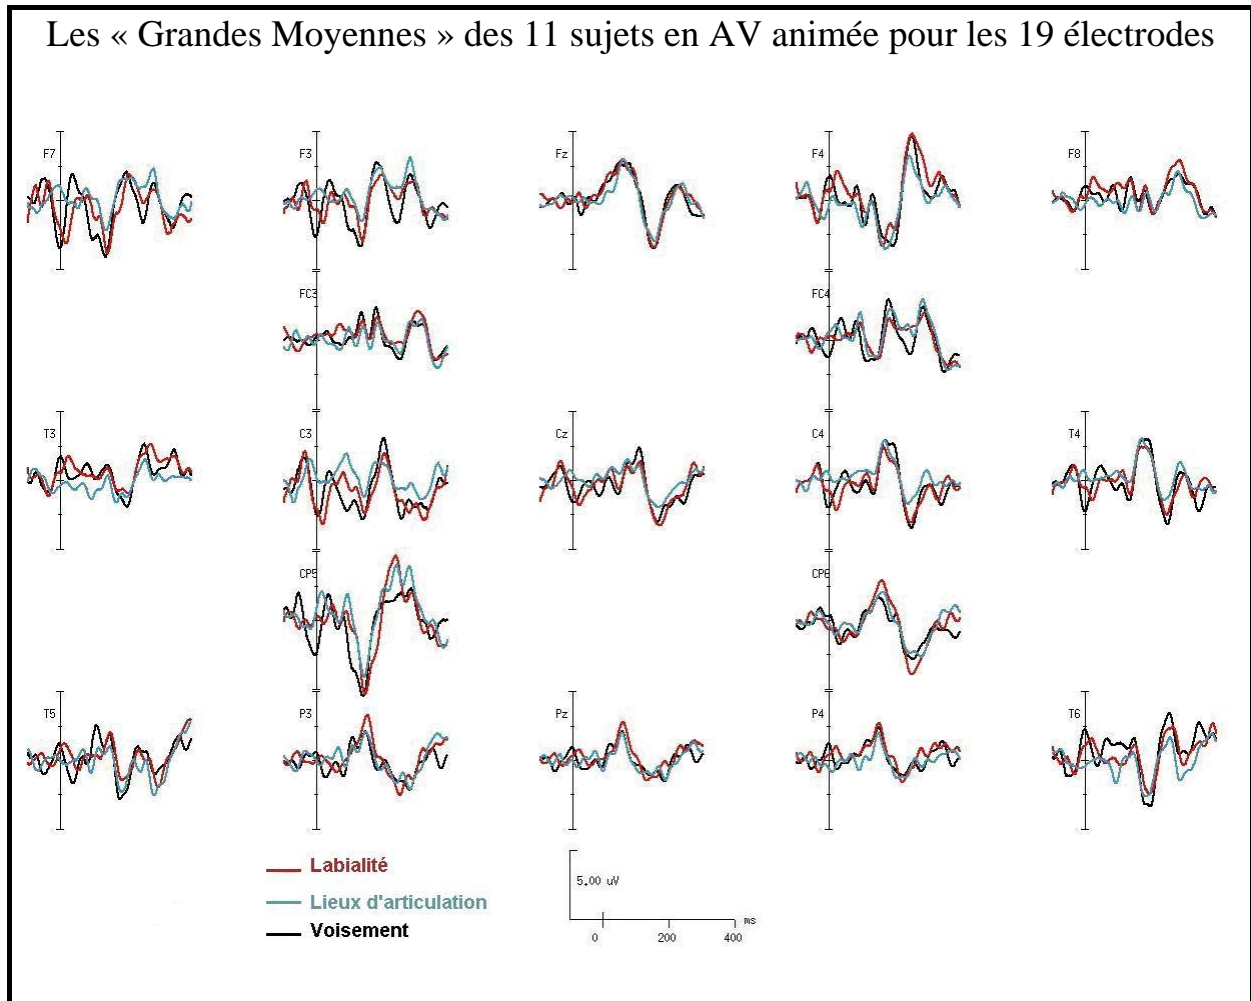 Les « Grandes Moyennes » des 11 sujets en AV animée pour les 19 électrodes
F7
F3
Fz
F4
F8
FC3
FC4
T3
C3
Cz
C4
T4
CP5
CP6
T5
P3
Pz
P4
T6
Labialité
Lieux d'articulation
Voisement
5.00 uV
ms
0 200 400